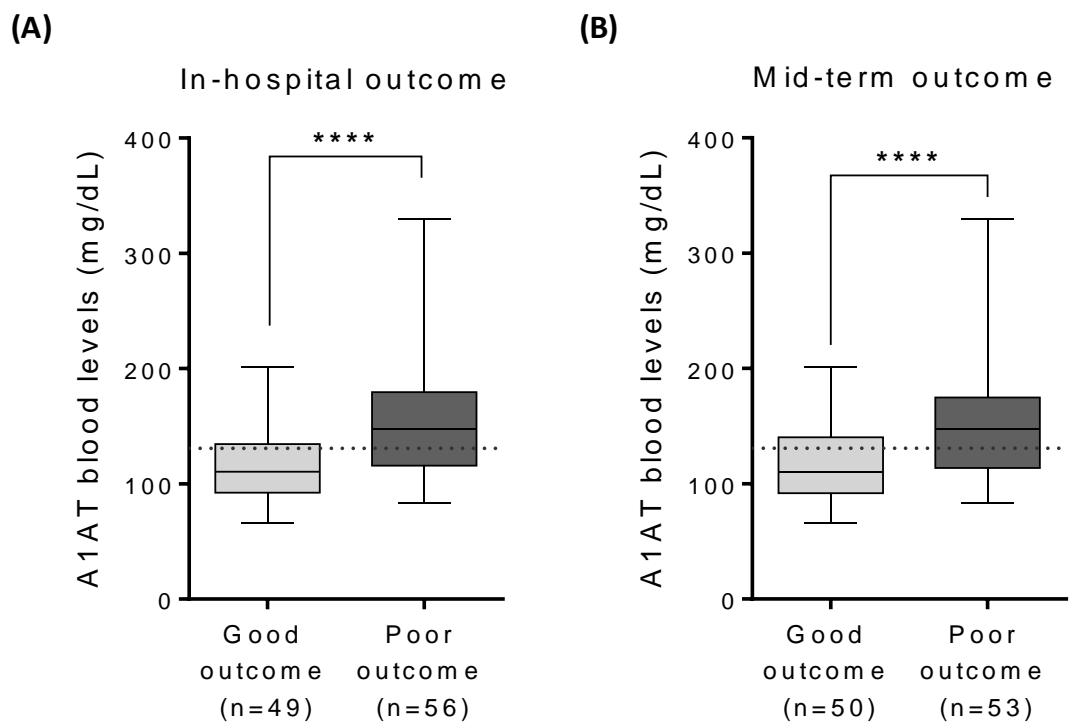 (A)
In-hospital outcome
A1AT blood levels (mg/dL)
400
300
200
100
0
****
Good
outcome
(n=49)
Poor
outcome
(n=56)
(B)
Mid-term outcome
A1AT blood levels (mg/dL)
400
300
200
100
0
****
Good
outcome
(n=50)
Poor
outcome
(n=53)